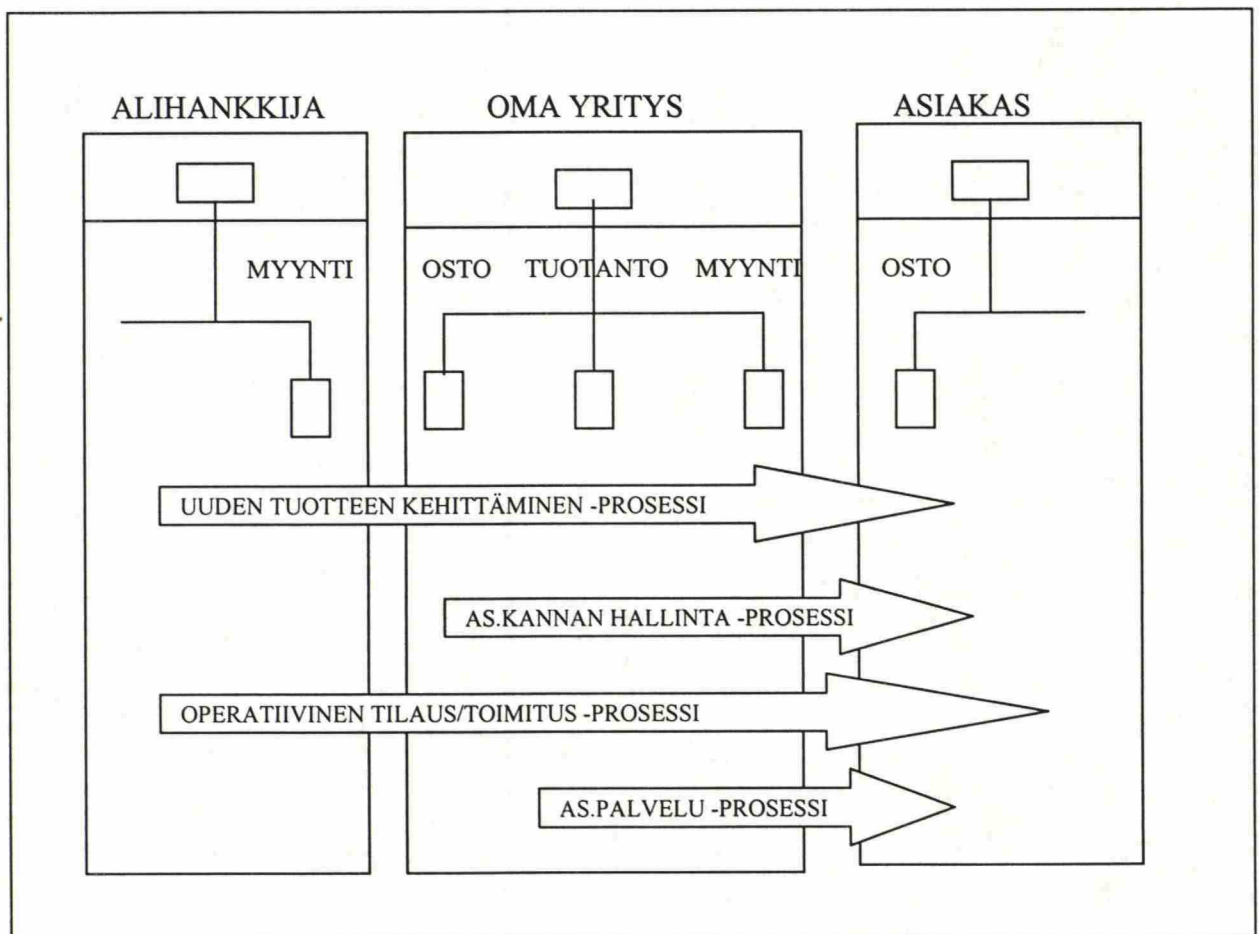 ALIHANKKIJA
OMA YRITYS
ASIAKAS
MYYNTI
OSTO
TUOTANTO
MYYNTI
OSTO
UUDEN TUOTTEEN KEHITTÄMINEN -PROSESSI
AS.KANNAN HALLINTA -PROSESSI
OPERATIIVINEN TILAUS/TOIMITUS -PROSESSI
AS.PALVELU -PROSESSI